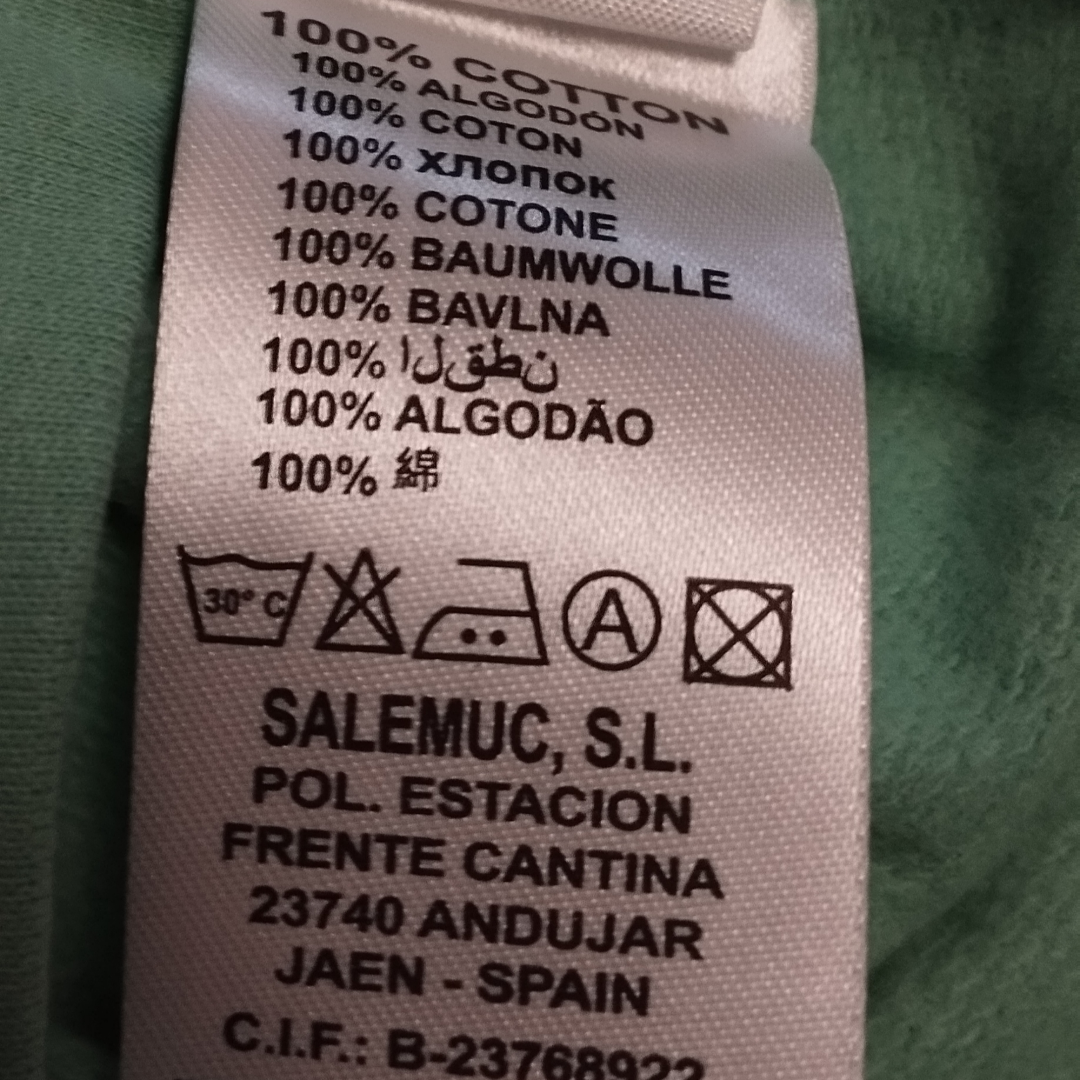 100% COTTON
100% ALGODÓN
100% COTON
100% ХЛОПОК
100% COTONE
100% BAUMWOLLE
100% BAVLNA
100% القطن
100% ALGODÃO
100% 綿
30° C A
SALEMUC, S.L.
POL. ESTACION
FRENTE CANTINA
23740 ANDUJAR
JAEN - SPAIN
C.I.F.: